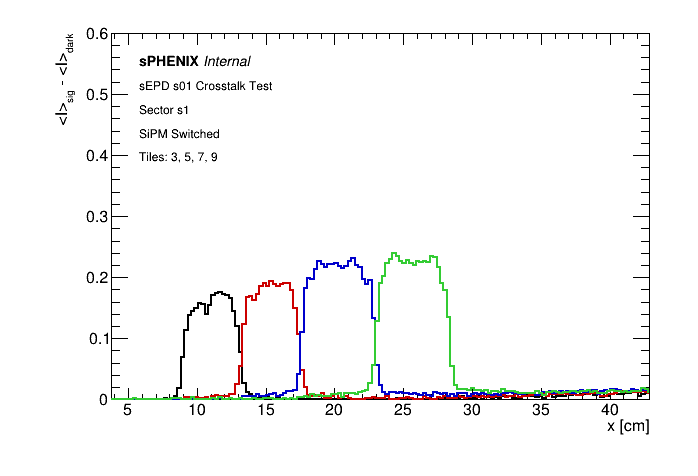 <I>sig - <I>dark
0.6
0.5
0.4
0.3
0.2
0.1
0
sPHENIX Internal
sEPD s01 Crosstalk Test
Sector s1
SiPM Switched
Tiles: 3, 5, 7, 9
5 10 15 20 25 30 35 40
x [cm]